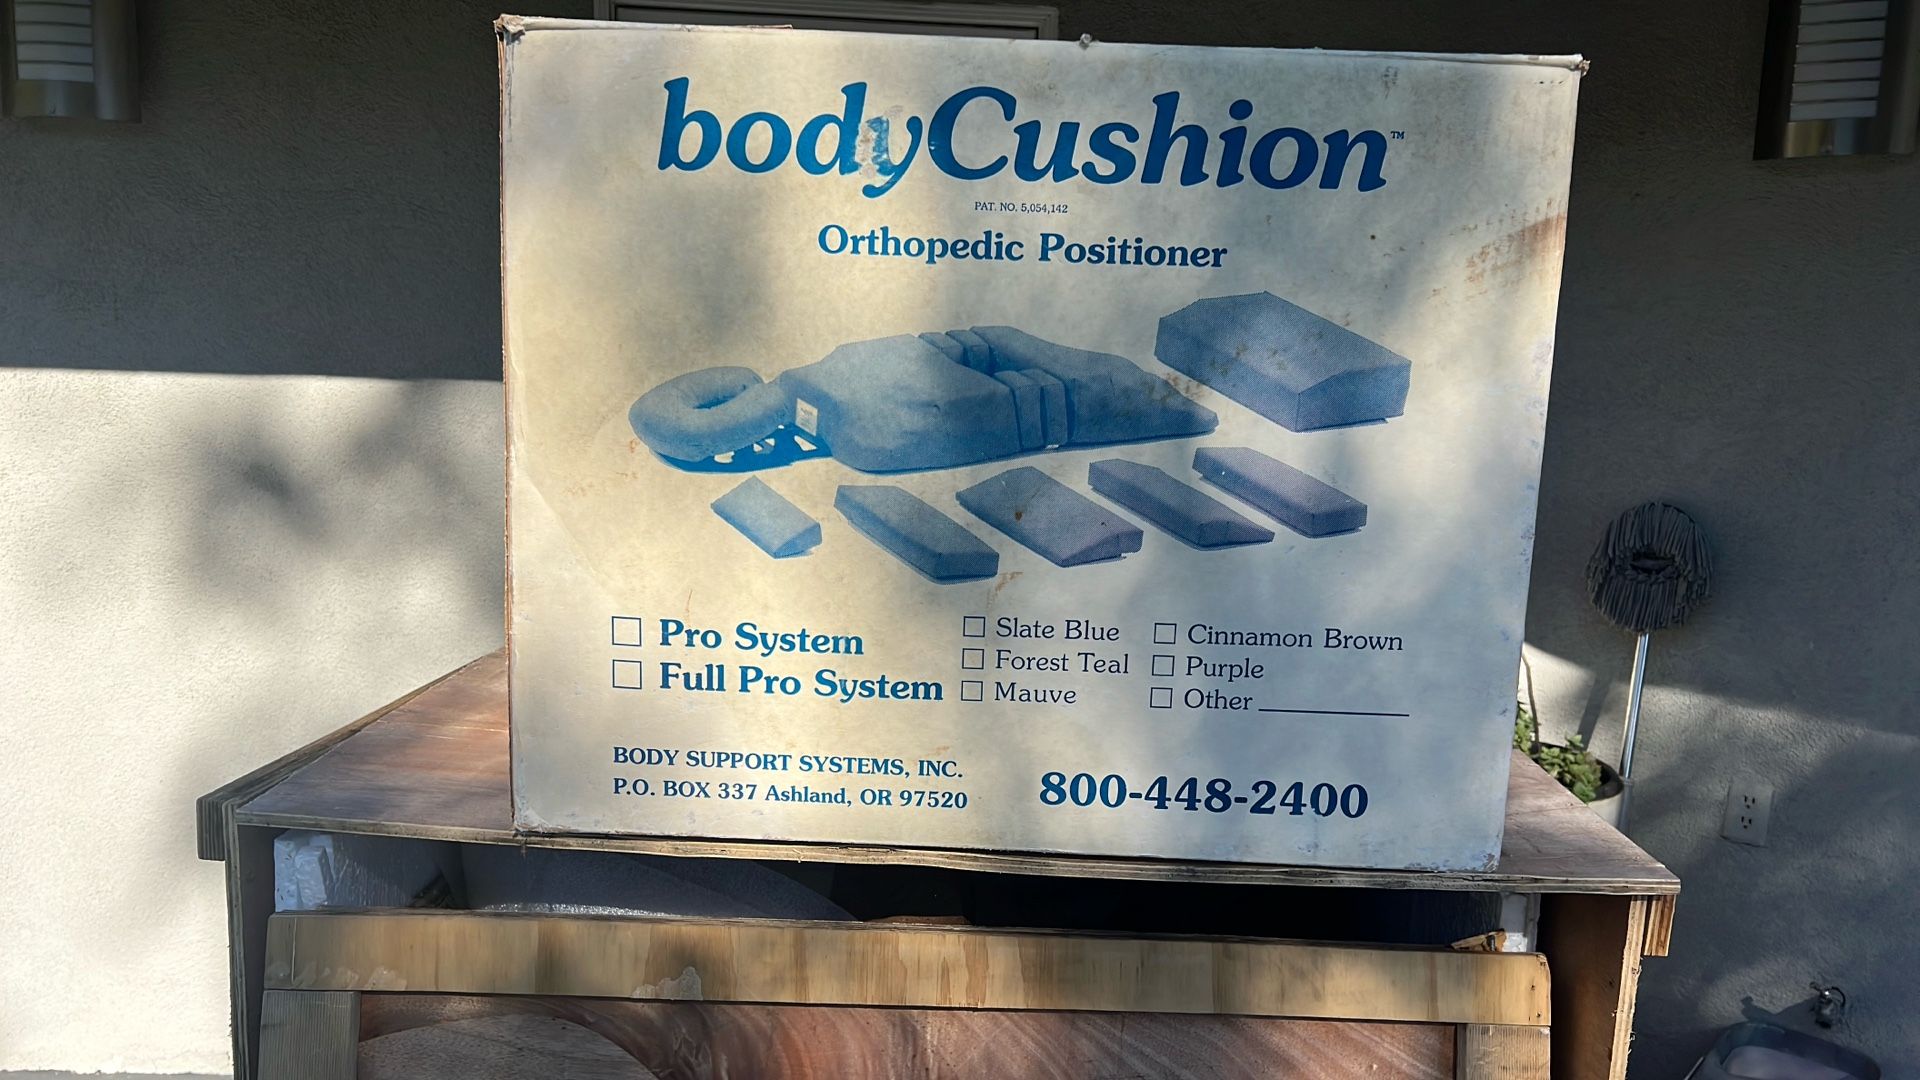 bodyCushion™
PAT. NO. 5,054,142
Orthopedic Positioner
Pro System
Full Pro System
Slate Blue
Forest Teal
Mauve
Cinnamon Brown
Purple
Other
BODY SUPPORT SYSTEMS, INC.
P.O. BOX 337 Ashland, OR 97520
800-448-2400